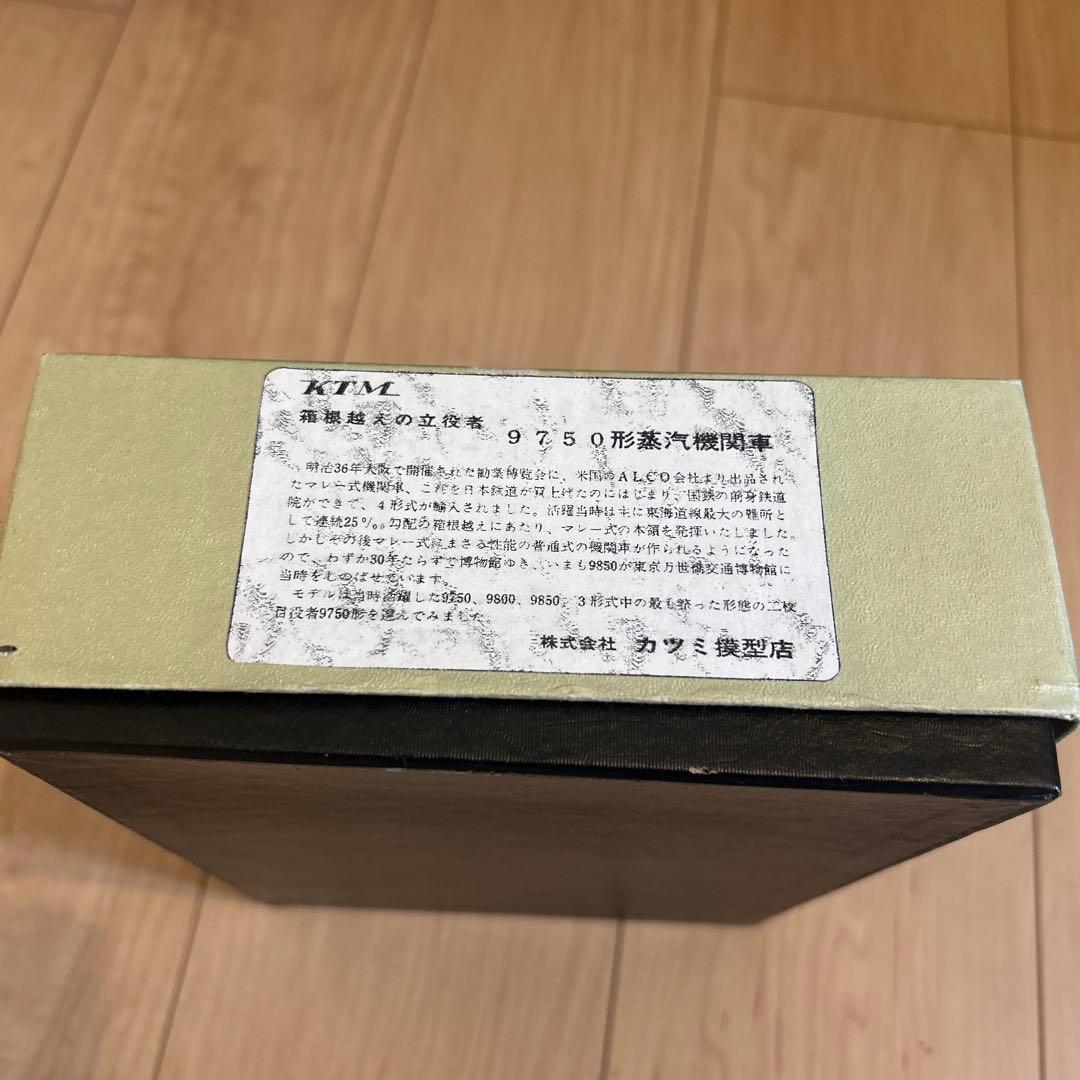 KTM
箱根越えの立役者
9750形蒸汽機関車
明治36年大阪で開催された勧業博覧会に、米国のALCO会社より出品され
たマレー式機関車、これを日本鉄道が買上げたのにはじまり、国鉄の前身鉄道
院ができて、4形式が輸入されました。活躍当時は主に東海道線最大の難所と
して連続25‰勾配の箱根越えにあたり、マレー式の本領を発揮いたしました。
しかしその後マレー式にまさる性能の普通式の機関車が作られるようになった
ので、わずか30年たらずで博物館ゆき、いまも9850が東京万世橋交通博物館に
当時をしのばせています。
モデルは当時活躍した9750、9800、9850、3形式中の最も整った形態の二枚
目役者9750形を選んでみました
株式会社 カツミ模型店